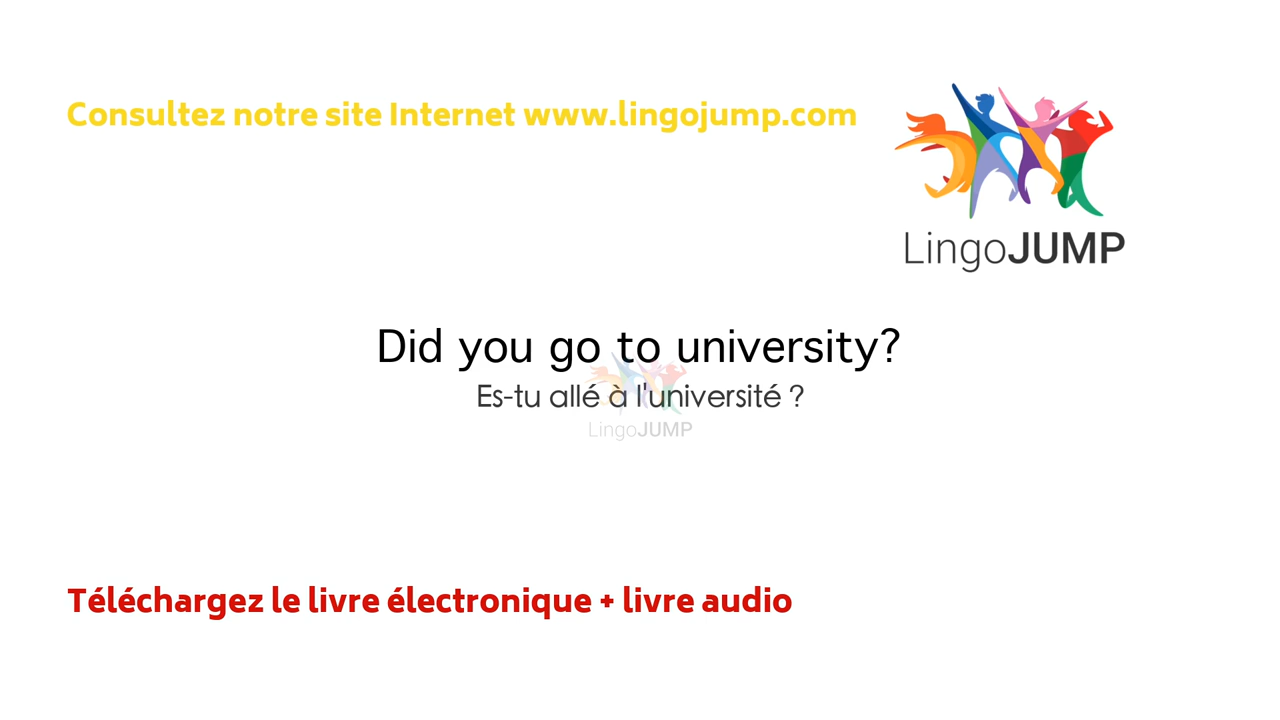 Consultez notre site Internet www.lingojump.com
LingoJUMP
Did you go to university?
Es-tu allé à l'université ?
LingoJUMP
Téléchargez le livre électronique + livre audio